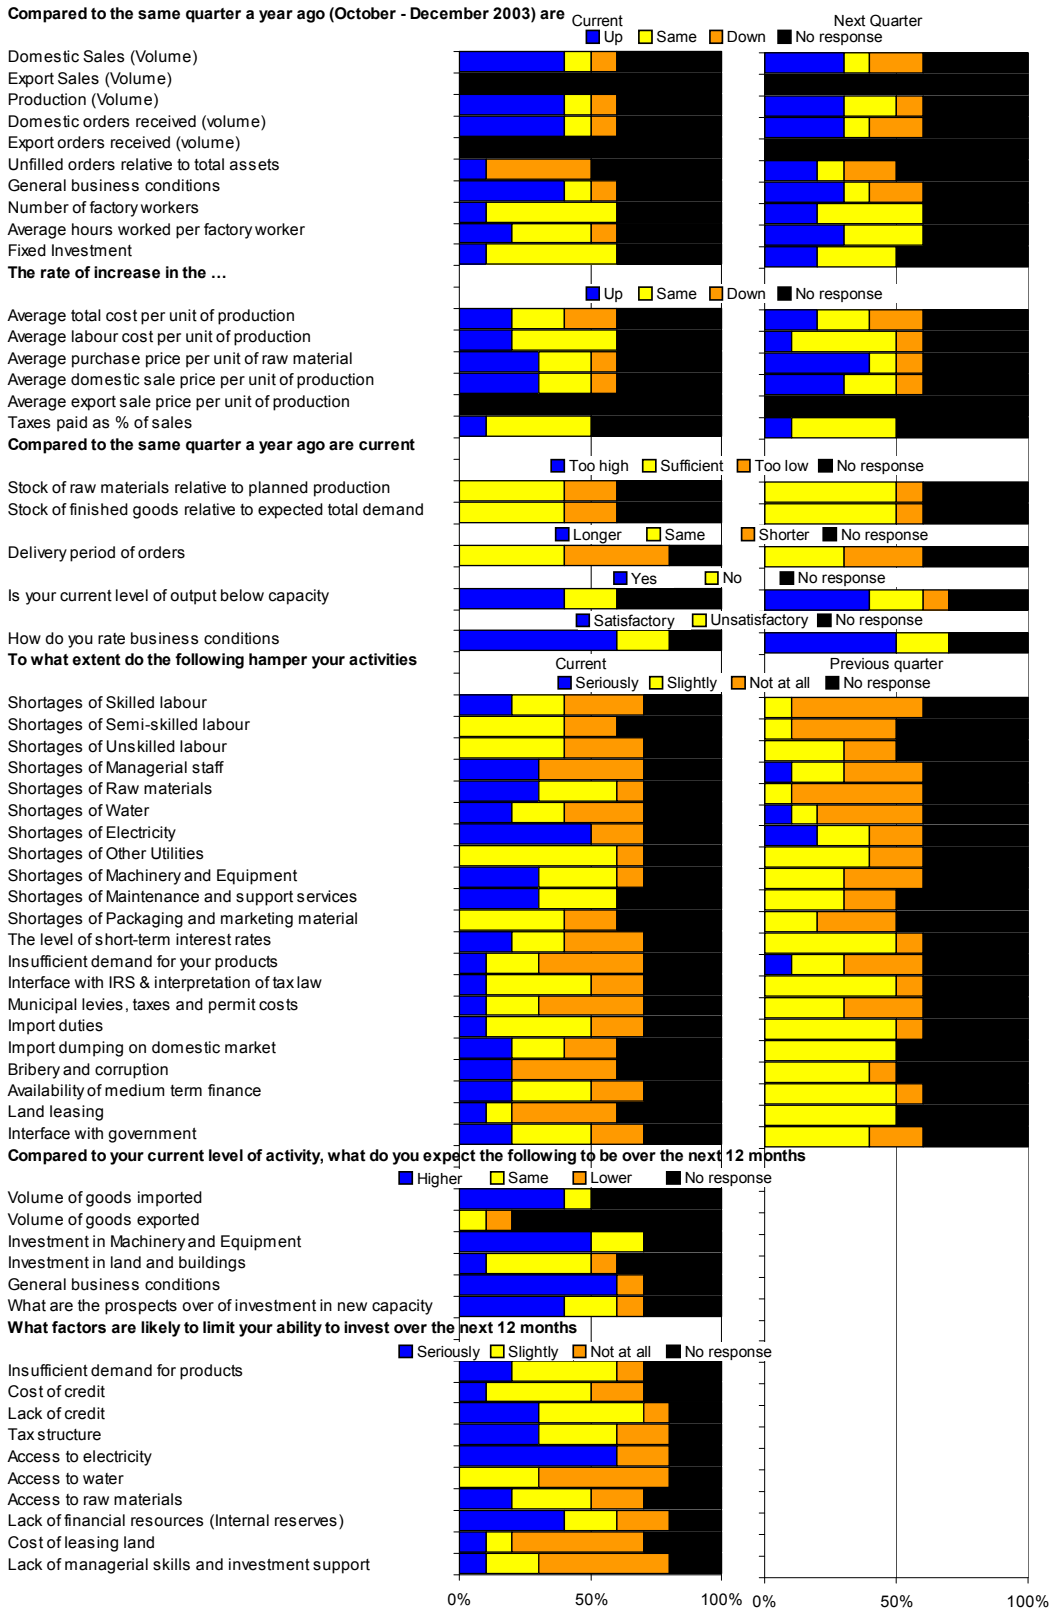 Compared to the same quarter a year ago (October - December 2003) are
Current
Next Quarter
Up Same Down No response
Up Same Down No response
Domestic Sales (Volume)
Export Sales (Volume)
Production (Volume)
Domestic orders received (volume)
Export orders received (volume)
Unfilled orders relative to total assets
General business conditions
Number of factory workers
Average hours worked per factory worker
Fixed Investment
The rate of increase in the ...
Up Same Down No response
Up Same Down No response
Average total cost per unit of production
Average labour cost per unit of production
Average purchase price per unit of raw material
Average domestic sale price per unit of production
Average export sale price per unit of production
Taxes paid as % of sales
Compared to the same quarter a year ago are current
Too high Sufficient Too low No response
Stock of raw materials relative to planned production
Stock of finished goods relative to expected total demand
Longer Same Shorter No response
Delivery period of orders
Yes No No response
Is your current level of output below capacity
Satisfactory Unsatisfactory No response
How do you rate business conditions
To what extent do the following hamper your activities
Current
Previous quarter
Seriously Slightly Not at all No response
Shortages of Skilled labour
Shortages of Semi-skilled labour
Shortages of Unskilled labour
Shortages of Managerial staff
Shortages of Raw materials
Shortages of Water
Shortages of Electricity
Shortages of Other Utilities
Shortages of Machinery and Equipment
Shortages of Maintenance and support services
Shortages of Packaging and marketing material
The level of short-term interest rates
Insufficient demand for your products
Interface with IRS & interpretation of tax law
Municipal levies, taxes and permit costs
Import duties
Import dumping on domestic market
Bribery and corruption
Availability of medium term finance
Land leasing
Interface with government
Compared to your current level of activity, what do you expect the following to be over the next 12 months
Higher Same Lower No response
Volume of goods imported
Volume of goods exported
Investment in Machinery and Equipment
Investment in land and buildings
General business conditions
What are the prospects over of investment in new capacity
What factors are likely to limit your ability to invest over the next 12 months
Seriously Slightly Not at all No response
Insufficient demand for products
Cost of credit
Lack of credit
Tax structure
Access to electricity
Access to water
Access to raw materials
Lack of financial resources (Internal reserves)
Cost of leasing land
Lack of managerial skills and investment support
0% 50% 100% 0% 50% 100%